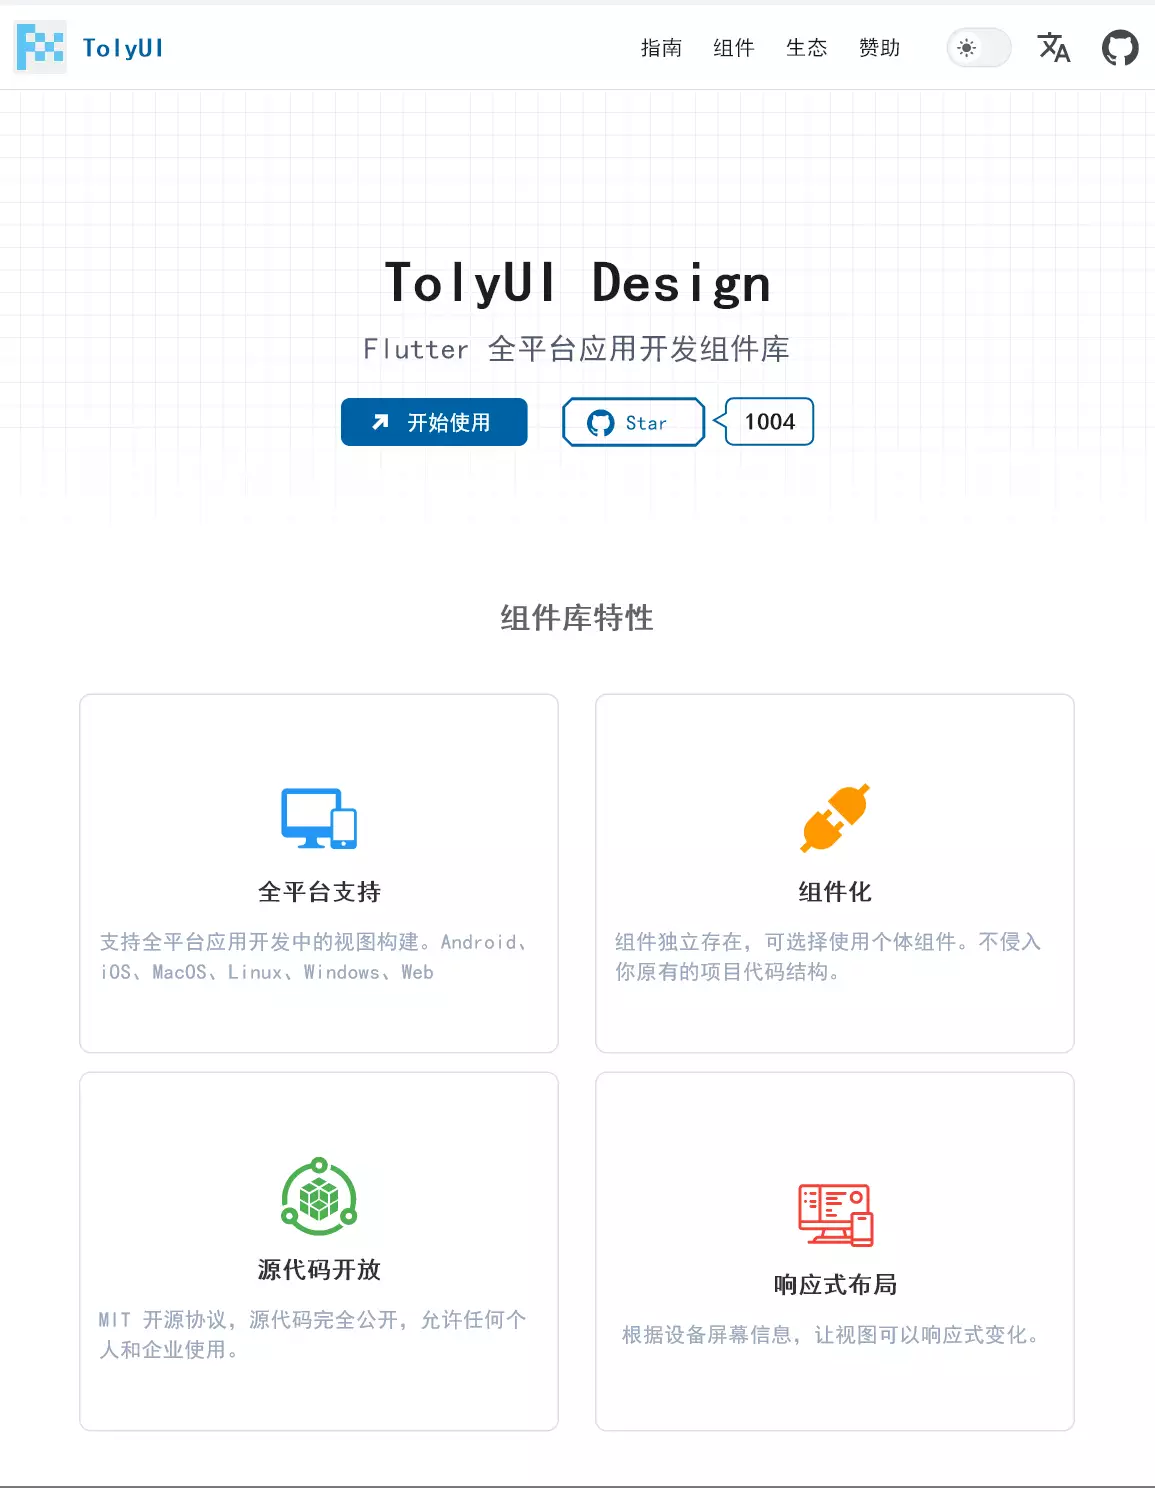 TolyUI
指南 组件 生态 赞助
TolyUI Design
Flutter 全平台应用开发组件库
开始使用 Star 1004
组件库特性
全平台支持
支持全平台应用开发中的视图构建。Android、
iOS、MacOS、Linux、Windows、Web
组件化
组件独立存在，可选择使用个体组件。不侵入
你原有的项目代码结构。
源代码开放
MIT 开源协议，源代码完全公开，允许任何个
人和企业使用。
响应式布局
根据设备屏幕信息，让视图可以响应式变化。